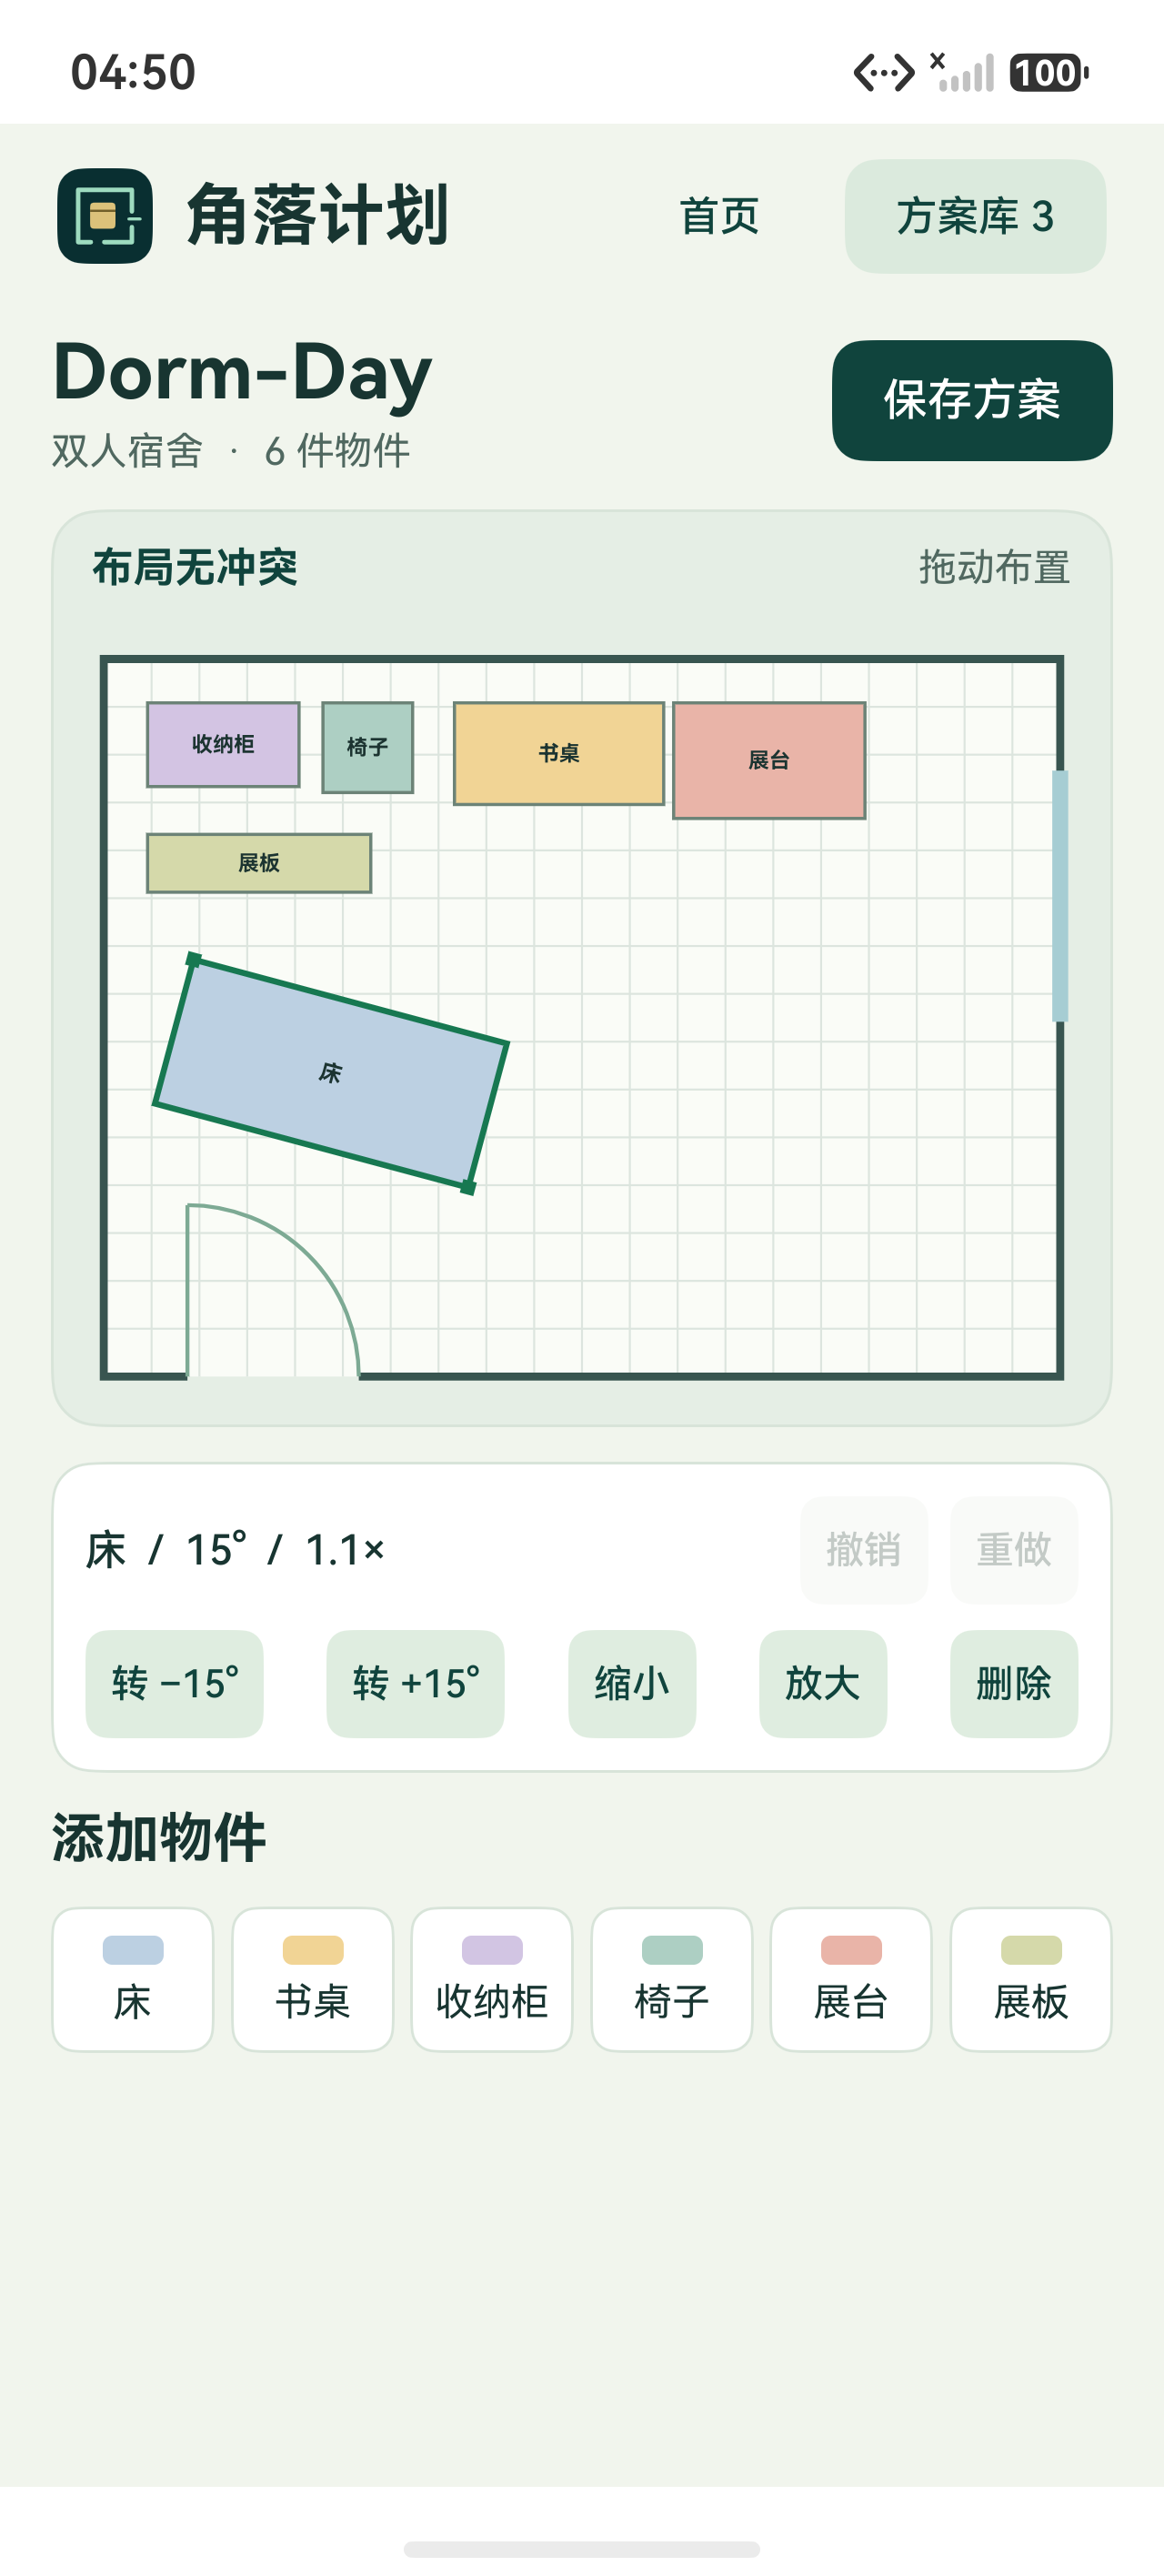 04:50
100
角落计划
首页
方案库 3
Dorm-Day
保存方案
双人宿舍 · 6 件物件
布局无冲突
拖动布置
收纳柜
椅子
书桌
展台
展板
床
床 / 15° / 1.1×
撤销
重做
转 −15°
转 +15°
缩小
放大
删除
添加物件
床
书桌
收纳柜
椅子
展台
展板